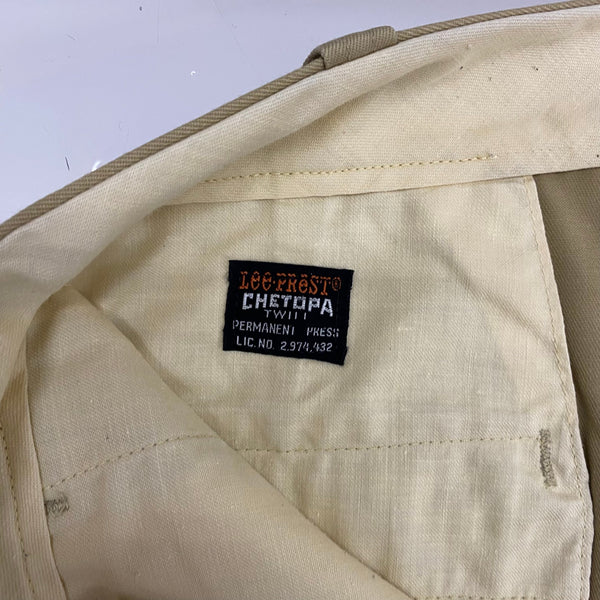 Lee-PReST®
CHETOPA
TWILL
PERMANENT PRESS
LIC. NO. 2,974,432